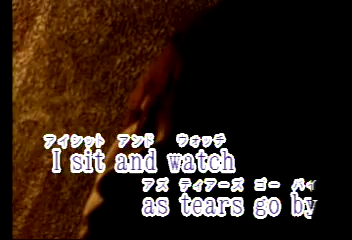 アイシット アンド ウォッチ
I sit and watch
アズ ティアーズ ゴー バイ
as tears go by